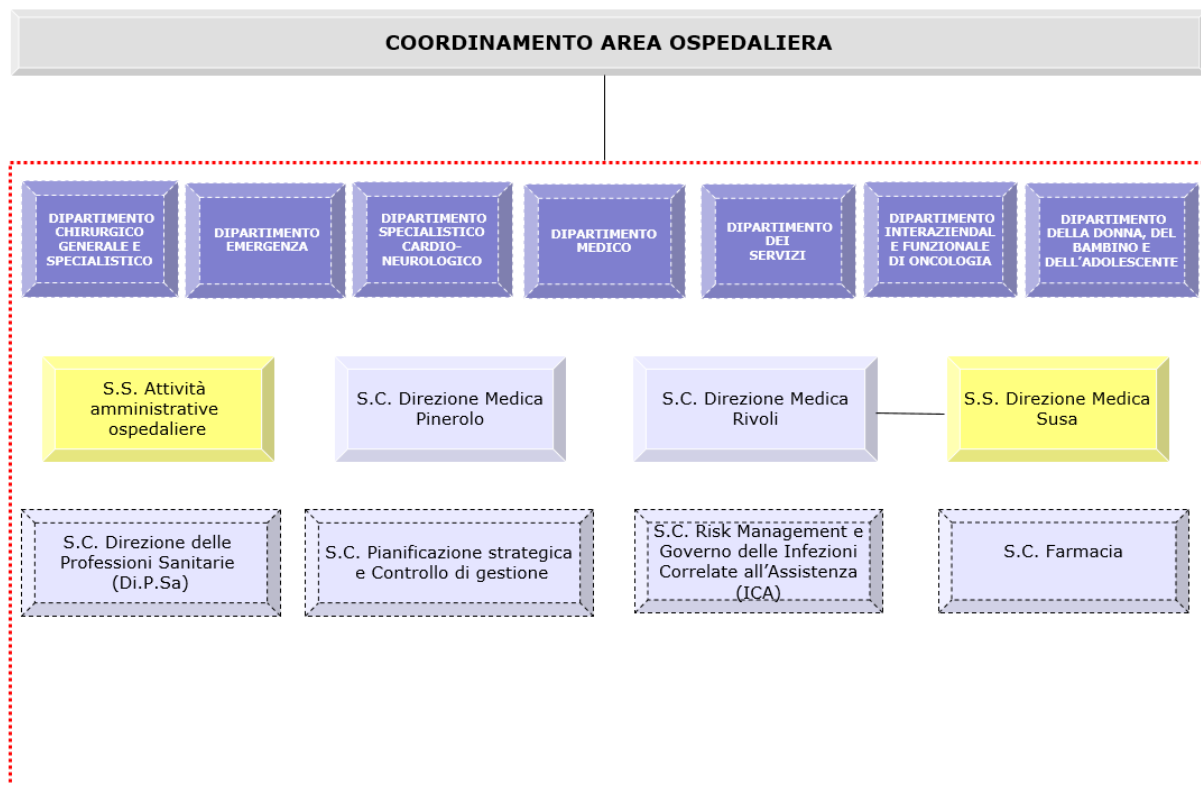 COORDINAMENTO AREA OSPEDALIERA
DIPARTIMENTO
CHIRURGICO
GENERALE E
SPECIALISTICO
DIPARTIMENTO
EMERGENZA
DIPARTIMENTO
SPECIALISTICO
CARDIO-
NEUROLOGICO
DIPARTIMENTO
MEDICO
DIPARTIMENTO
DEI
SERVIZI
DIPARTIMENTO
INTERAZIENDAL
E FUNZIONALE
DI ONCOLOGIA
DIPARTIMENTO
DELLA DONNA, DEL
BAMBINO E
DELL’ADOLESCENTE
S.S. Attività
amministrative
ospedaliere
S.C. Direzione Medica
Pinerolo
S.C. Direzione Medica
Rivoli
S.S. Direzione Medica
Susa
S.C. Direzione delle
Professioni Sanitarie
(Di.P.Sa)
S.C. Pianificazione strategica
e Controllo di gestione
S.C. Risk Management e
Governo delle Infezioni
Correlate all’Assistenza
(ICA)
S.C. Farmacia